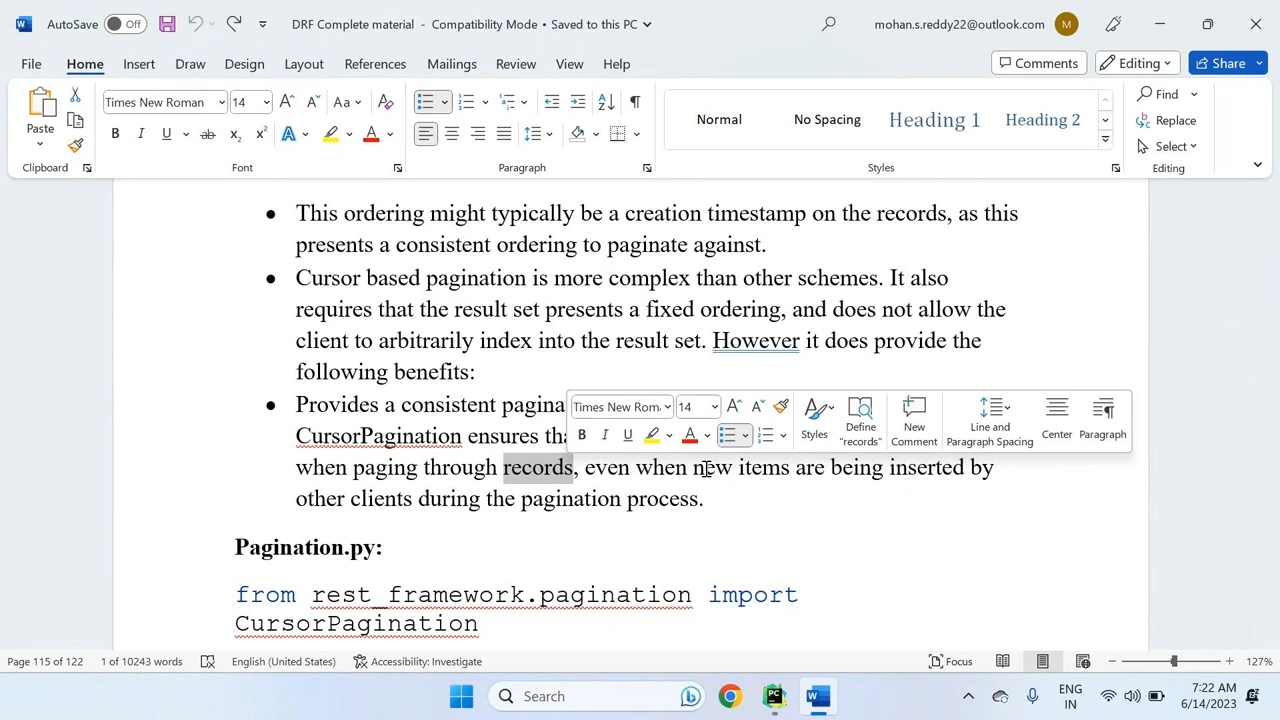 AutoSave Off DRF Complete material - Compatibility Mode • Saved to this PC mohan.s.reddy22@outlook.com M
File Home Insert Draw Design Layout References Mailings Review View Help Comments Editing Share
Paste
Times New Roman 14
Aa
Normal No Spacing Heading 1 Heading 2
Find
Replace
Select
Clipboard Font Paragraph Styles Editing
• This ordering might typically be a creation timestamp on the records, as this
presents a consistent ordering to paginate against.
• Cursor based pagination is more complex than other schemes. It also
requires that the result set presents a fixed ordering, and does not allow the
client to arbitrarily index into the result set. However it does provide the
following benefits:
• Provides a consistent pagina
CursorPagination ensures tha
when paging through records, even when new items are being inserted by
other clients during the pagination process.
Times New Rom 14
Styles Define "records" New Comment Line and Paragraph Spacing Center Paragraph
Pagination.py:
from rest_framework.pagination import
CursorPagination
Page 115 of 122 1 of 10243 words English (United States) Accessibility: Investigate Focus 127%
Search ENG IN 7:22 AM 6/14/2023